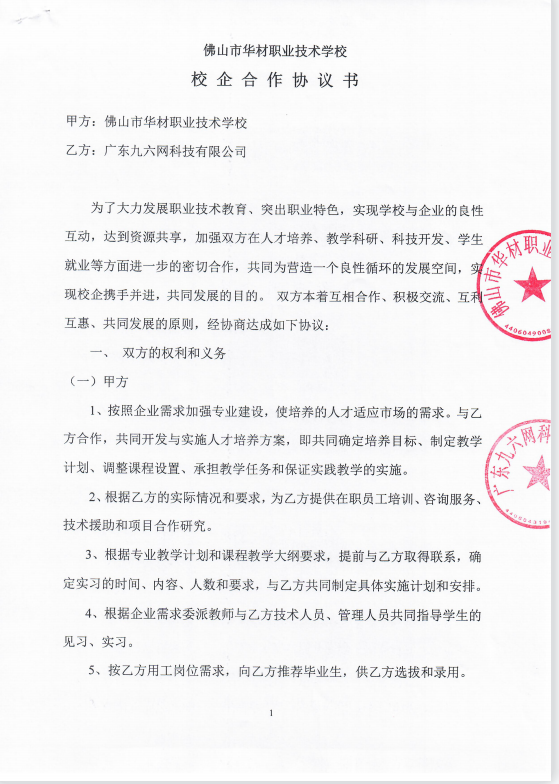 佛山市华材职业技术学校
校企合作协议书
甲方：佛山市华材职业技术学校
乙方：广东九六网科技有限公司
为了大力发展职业技术教育、突出职业特色，实现学校与企业的良性
互动，达到资源共享，加强双方在人才培养、教学科研、科技开发、学生
就业等方面进一步的密切合作，共同为营造一个良性循环的发展空间，实
现校企携手并进，共同发展的目的。 双方本着互相合作、积极交流、互利
互惠、共同发展的原则，经协商达成如下协议：
一、 双方的权利和义务
（一）甲方
1、按照企业需求加强专业建设，使培养的人才适应市场的需求。与乙
方合作，共同开发与实施人才培养方案，即共同确定培养目标、制定教学
计划、调整课程设置、承担教学任务和保证实践教学的实施。
2、根据乙方的实际情况和要求，为乙方提供在职员工培训、咨询服务、
技术援助和项目合作研究。
3、根据专业教学计划和课程教学大纲要求，提前与乙方取得联系，确
定实习的时间、内容、人数和要求，与乙方共同制定具体实施计划和安排。
4、根据企业需求委派教师与乙方技术人员、管理人员共同指导学生的
见习、实习。
5、按乙方用工岗位需求，向乙方推荐毕业生，供乙方选拔和录用。
1
佛山市华材职业
4406049008
广东九六网科